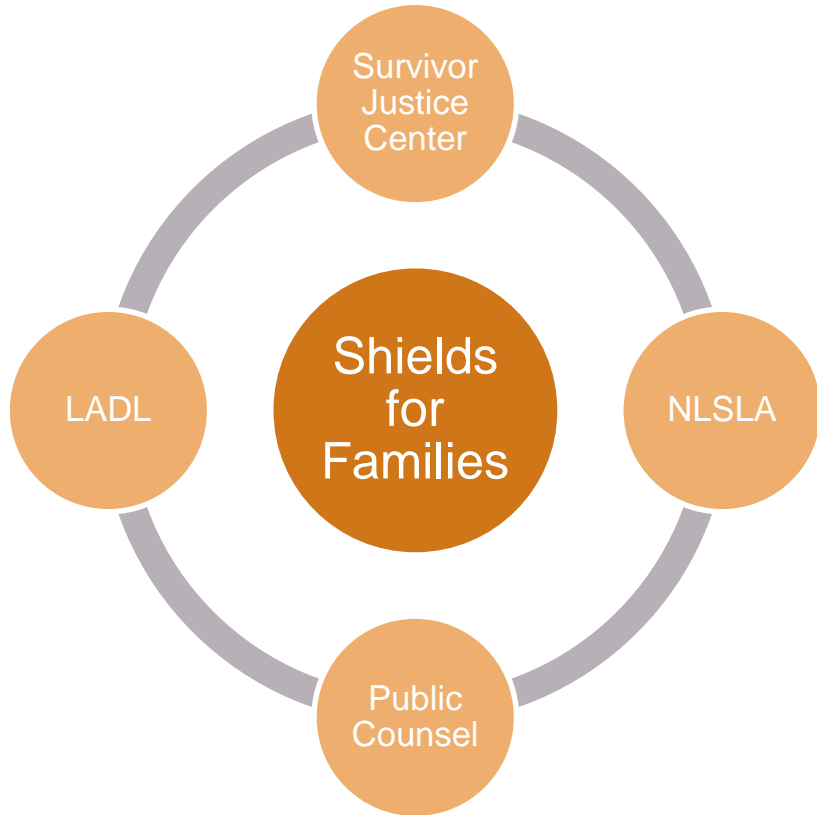 Survivor
Justice
Center
LADL
Shields
for
Families
NLSLA
Public
Counsel